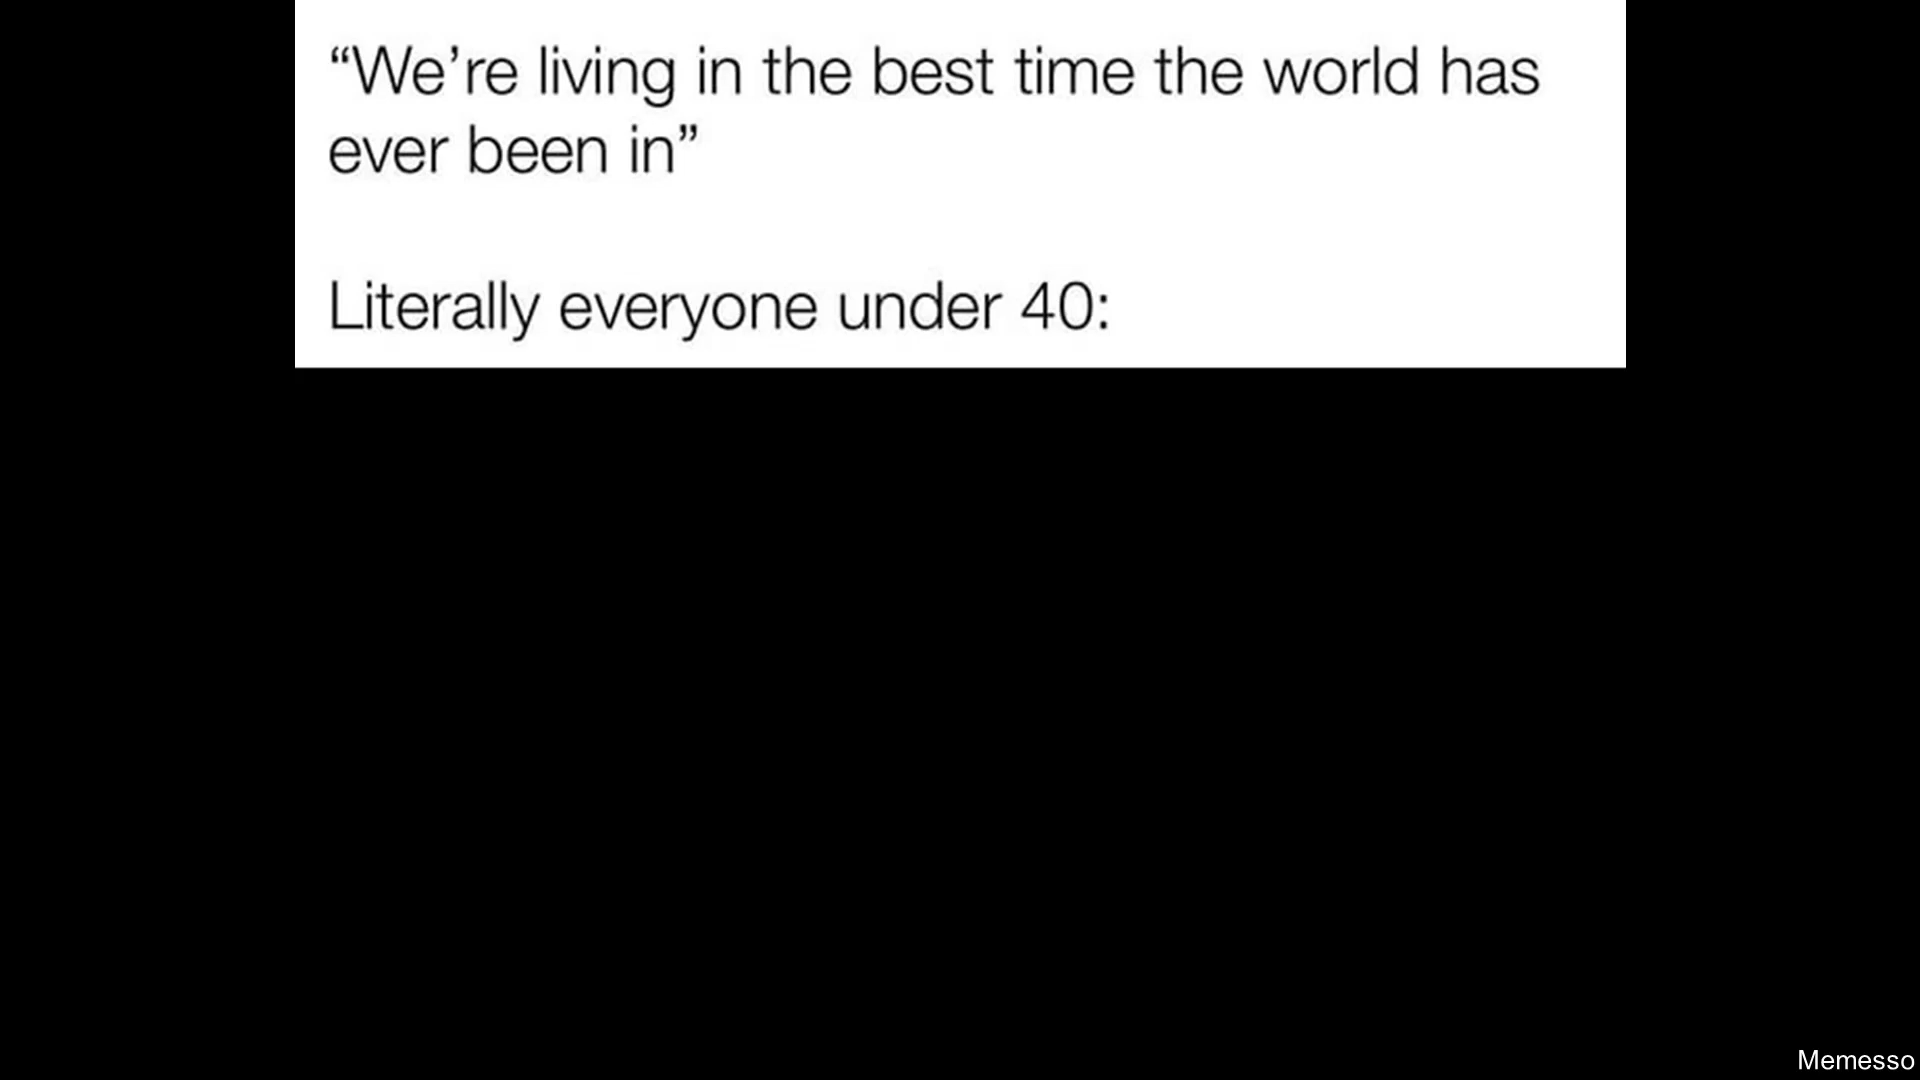 “We’re living in the best time the world has
ever been in”
Literally everyone under 40:
Memesso